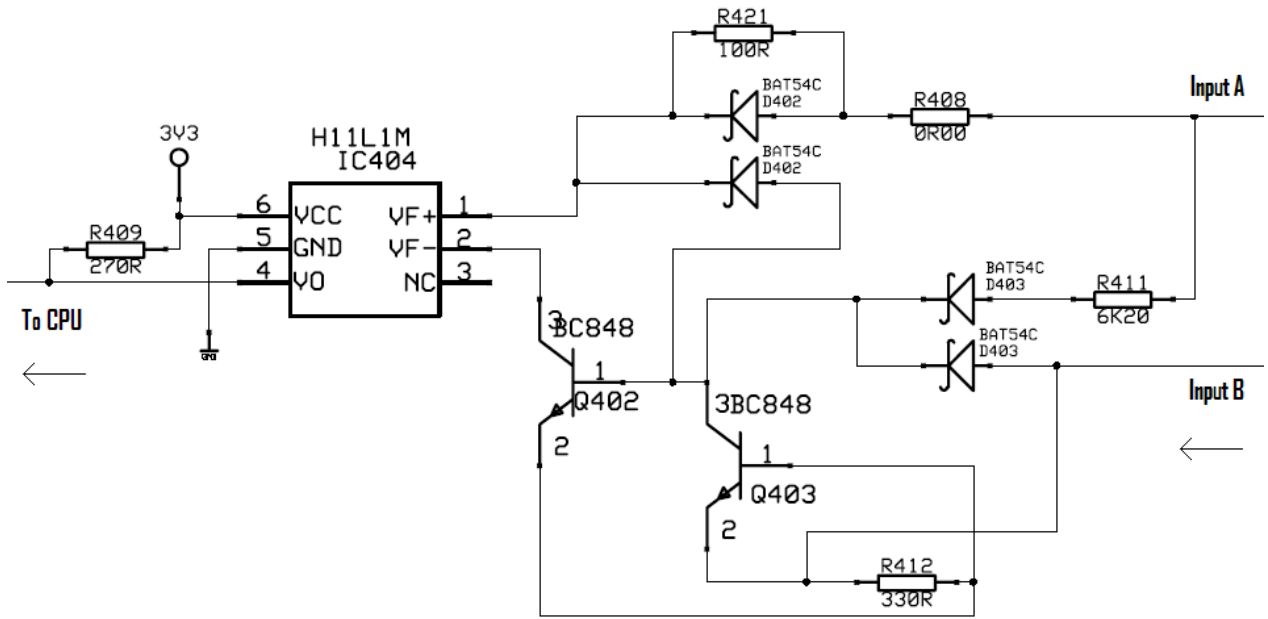 R421
100R
BAT54C
D402
R408
0R00
Input A
3V3
H11L1M
IC404
BAT54C
D402
6 VCC VF+ 1
R409
270R
5 GND VF- 2
4 VO NC 3
To CPU
GND
BAT54C
D403
R411
6K20
3 BC848
1
Q402
2
BAT54C
D403
Input B
3 BC848
1
Q403
2
R412
330R